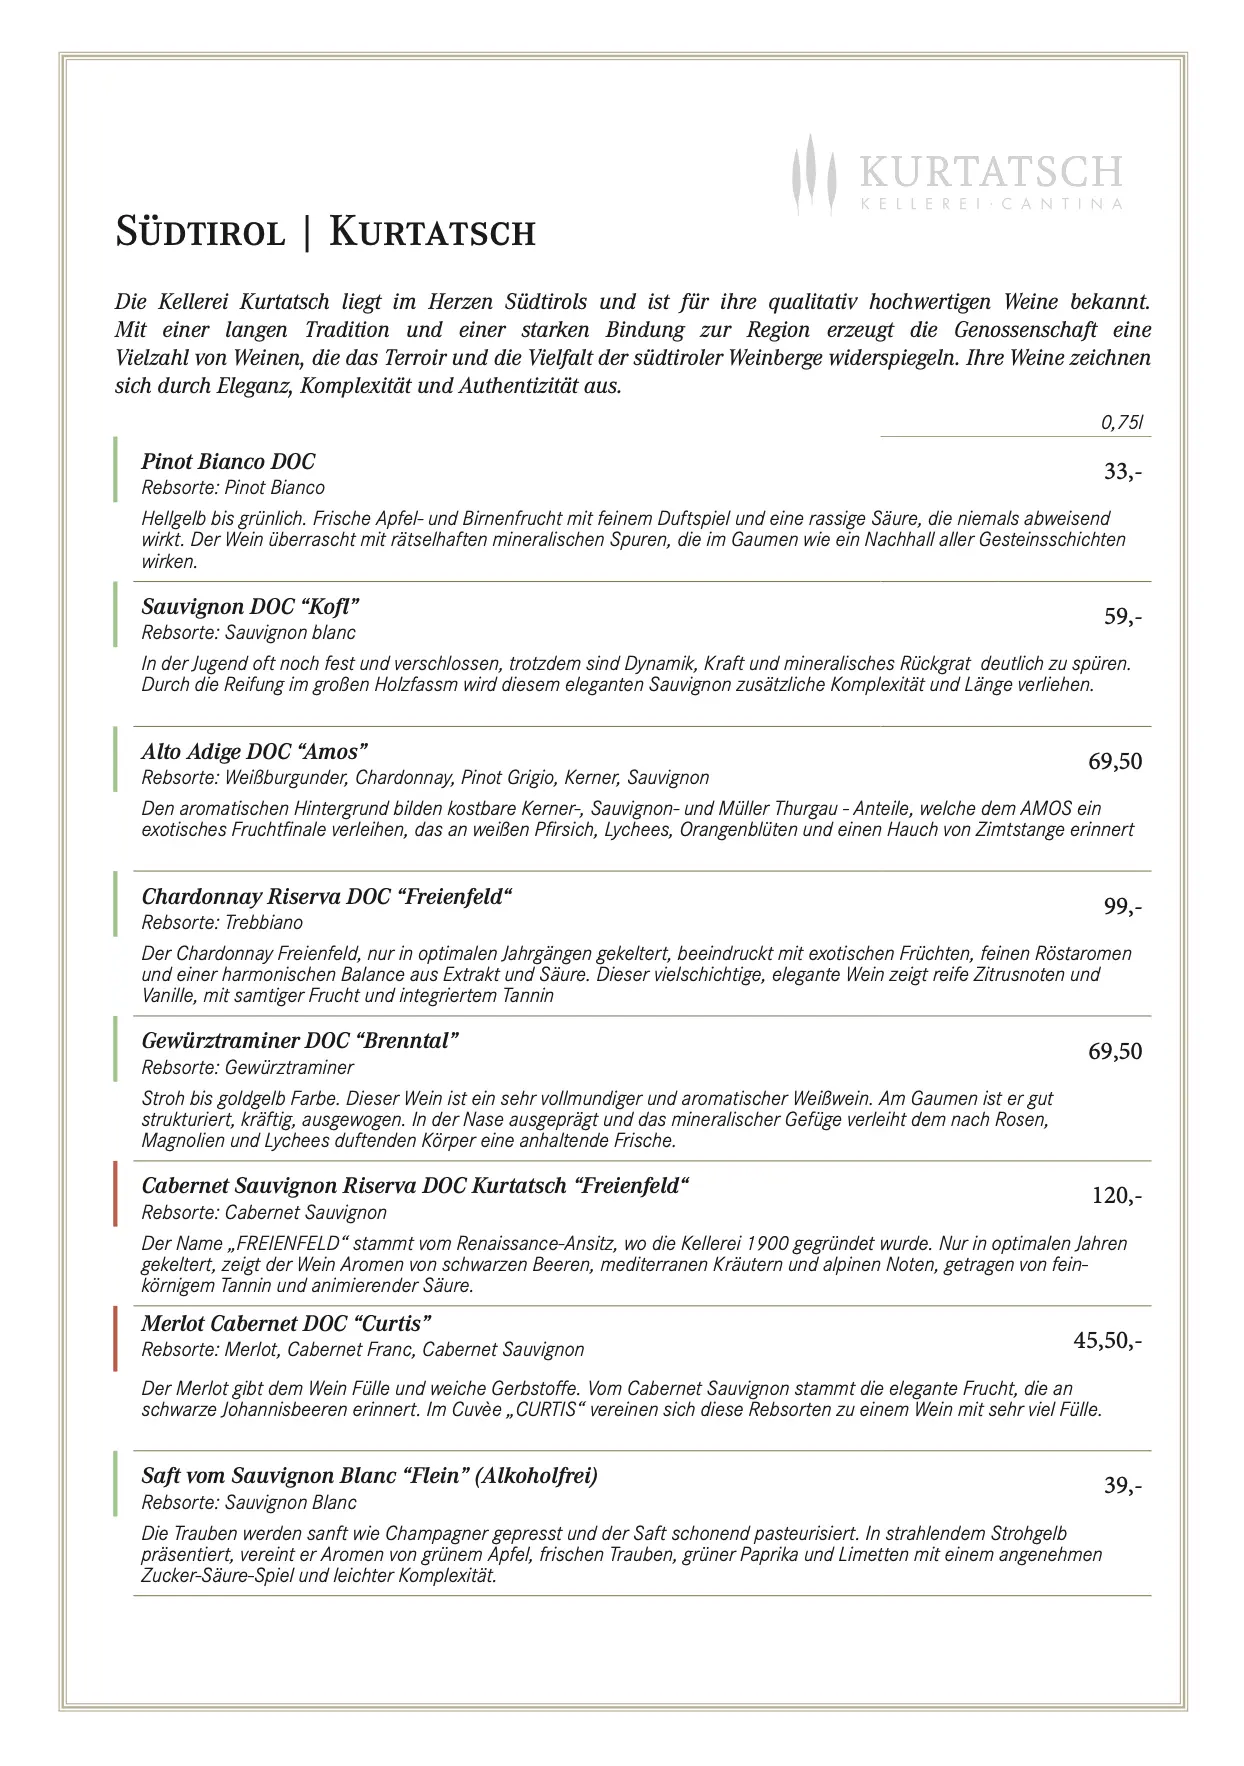 KURTATSCH
KELLEREI·CANTINA
Südtirol | Kurtatsch
Die Kellerei Kurtatsch liegt im Herzen Südtirols und ist für ihre qualitativ hochwertigen Weine bekannt.
Mit einer langen Tradition und einer starken Bindung zur Region erzeugt die Genossenschaft eine
Vielzahl von Weinen, die das Terroir und die Vielfalt der südtiroler Weinberge widerspiegeln. Ihre Weine zeichnen
sich durch Eleganz, Komplexität und Authentizität aus.
0,75l
Pinot Bianco DOC
33,-
Rebsorte: Pinot Bianco
Hellgelb bis grünlich. Frische Apfel- und Birnenfrucht mit feinem Duftspiel und eine rassige Säure, die niemals abweisend
wirkt. Der Wein überrascht mit rätselhaften mineralischen Spuren, die im Gaumen wie ein Nachhall aller Gesteinsschichten
wirken.
Sauvignon DOC “Kofl”
59,-
Rebsorte: Sauvignon blanc
In der Jugend oft noch fest und verschlossen, trotzdem sind Dynamik, Kraft und mineralisches Rückgrat  deutlich zu spüren.
Durch die Reifung im großen Holzfassm wird diesem eleganten Sauvignon zusätzliche Komplexität und Länge verliehen.
Alto Adige DOC “Amos”
69,50
Rebsorte: Weißburgunder, Chardonnay, Pinot Grigio, Kerner, Sauvignon
Den aromatischen Hintergrund bilden kostbare Kerner-, Sauvignon- und Müller Thurgau - Anteile, welche dem AMOS ein
exotisches Fruchtfinale verleihen, das an weißen Pfirsich, Lychees, Orangenblüten und einen Hauch von Zimtstange erinnert
Chardonnay Riserva DOC “Freienfeld“
99,-
Rebsorte: Trebbiano
Der Chardonnay Freienfeld, nur in optimalen Jahrgängen gekeltert, beeindruckt mit exotischen Früchten, feinen Röstaromen
und einer harmonischen Balance aus Extrakt und Säure. Dieser vielschichtige, elegante Wein zeigt reife Zitrusnoten und
Vanille, mit samtiger Frucht und integriertem Tannin
Gewürztraminer DOC “Brenntal”
69,50
Rebsorte: Gewürztraminer
Stroh bis goldgelb Farbe. Dieser Wein ist ein sehr vollmundiger und aromatischer Weißwein. Am Gaumen ist er gut
strukturiert, kräftig, ausgewogen. In der Nase ausgeprägt und das mineralischer Gefüge verleiht dem nach Rosen,
Magnolien und Lychees duftenden Körper eine anhaltende Frische.
Cabernet Sauvignon Riserva DOC Kurtatsch “Freienfeld“
120,-
Rebsorte: Cabernet Sauvignon
Der Name „FREIENFELD“ stammt vom Renaissance-Ansitz, wo die Kellerei 1900 gegründet wurde. Nur in optimalen Jahren
gekeltert, zeigt der Wein Aromen von schwarzen Beeren, mediterranen Kräutern und alpinen Noten, getragen von fein-
körnigem Tannin und animierender Säure.
Merlot Cabernet DOC “Curtis”
45,50,-
Rebsorte: Merlot, Cabernet Franc, Cabernet Sauvignon
Der Merlot gibt dem Wein Fülle und weiche Gerbstoffe. Vom Cabernet Sauvignon stammt die elegante Frucht, die an
schwarze Johannisbeeren erinnert. Im Cuvèe „CURTIS“ vereinen sich diese Rebsorten zu einem Wein mit sehr viel Fülle.
Saft vom Sauvignon Blanc “Flein” (Alkoholfrei)
39,-
Rebsorte: Sauvignon Blanc
Die Trauben werden sanft wie Champagner gepresst und der Saft schonend pasteurisiert. In strahlendem Strohgelb
präsentiert, vereint er Aromen von grünem Apfel, frischen Trauben, grüner Paprika und Limetten mit einem angenehmen
Zucker-Säure-Spiel und leichter Komplexität.